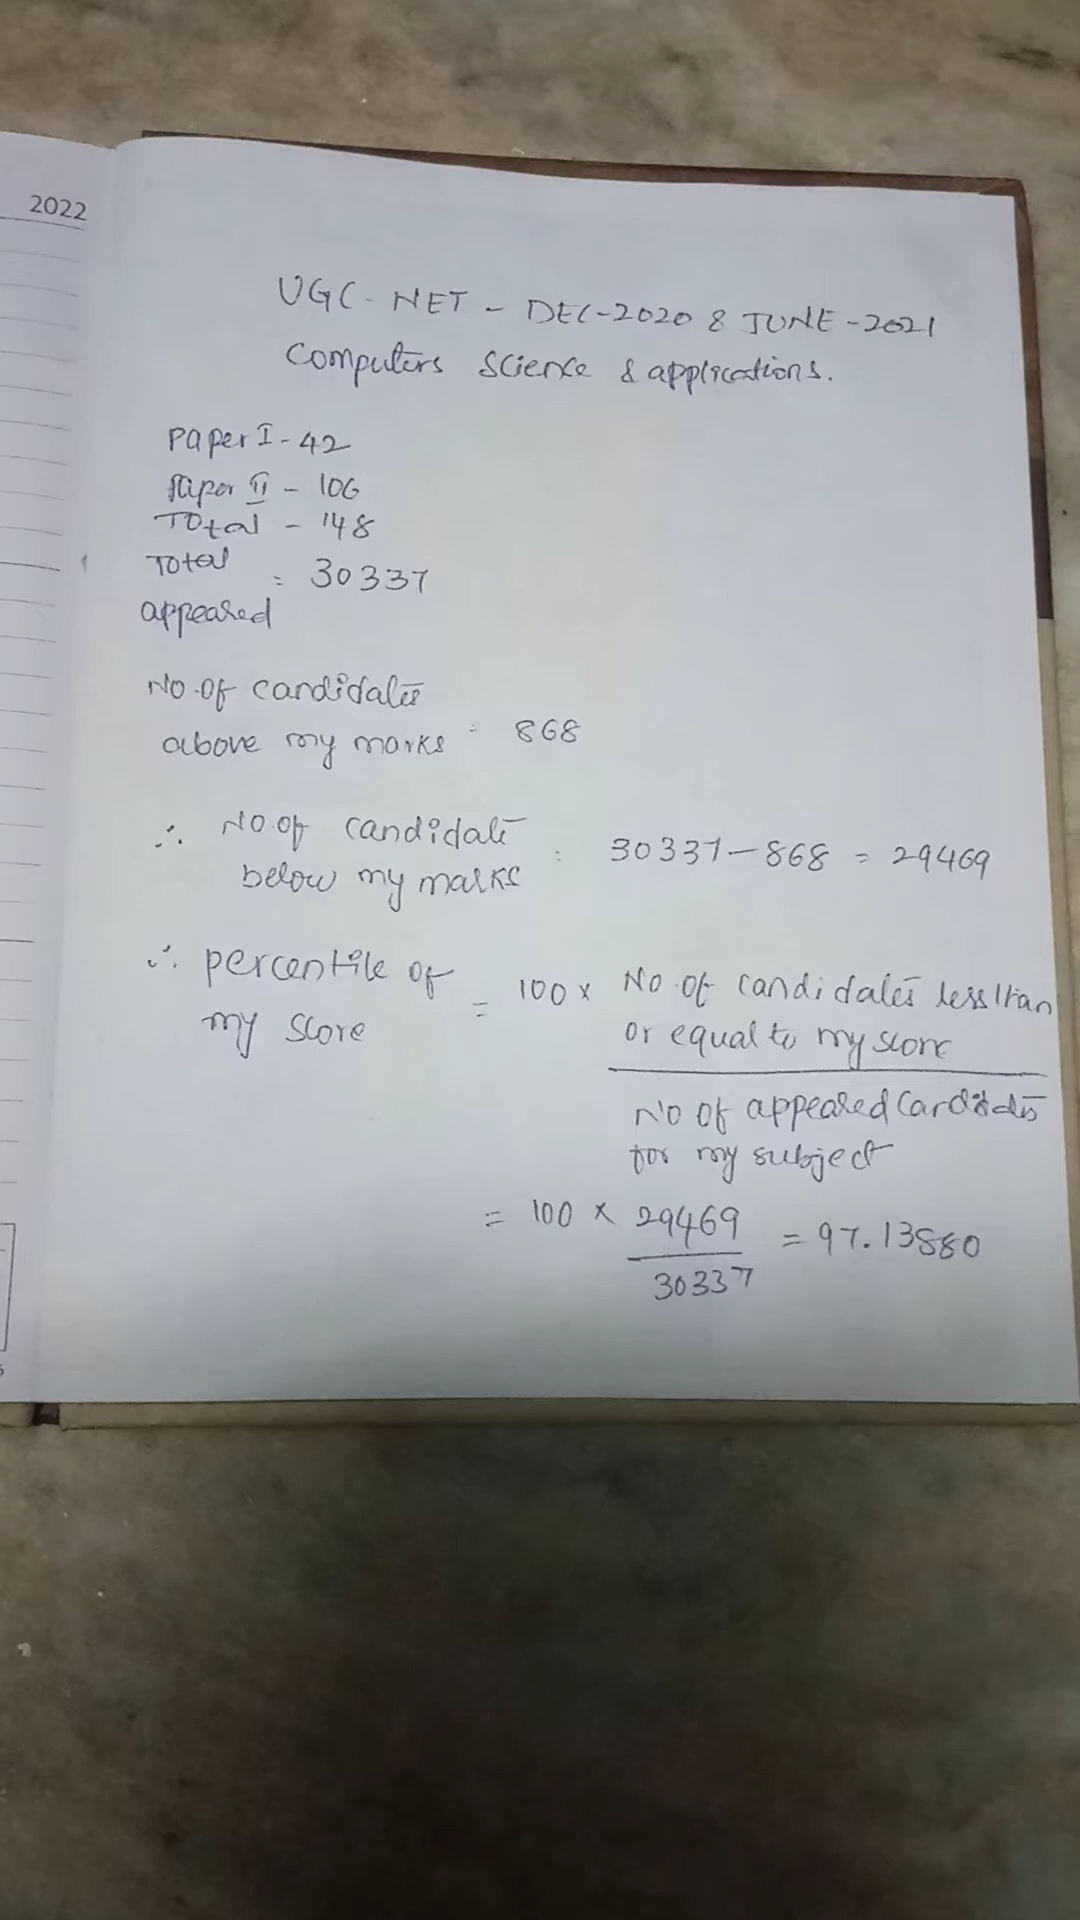 2022
UGC - NET - DEC-2020 & JUNE-2021
Computers Science & applications.
Paper I - 42
Paper II - 106
Total - 148
Total
appeared = 30337
No. of candidates
above my marks = 868
∴ No. of candidate
below my marks = 30337 - 868 = 29469
∴ percentile of
my score = 100 × No. of candidates less than
or equal to my score
No of appeared candidates
for my subject
= 100 × 29469
30337
= 97.13880